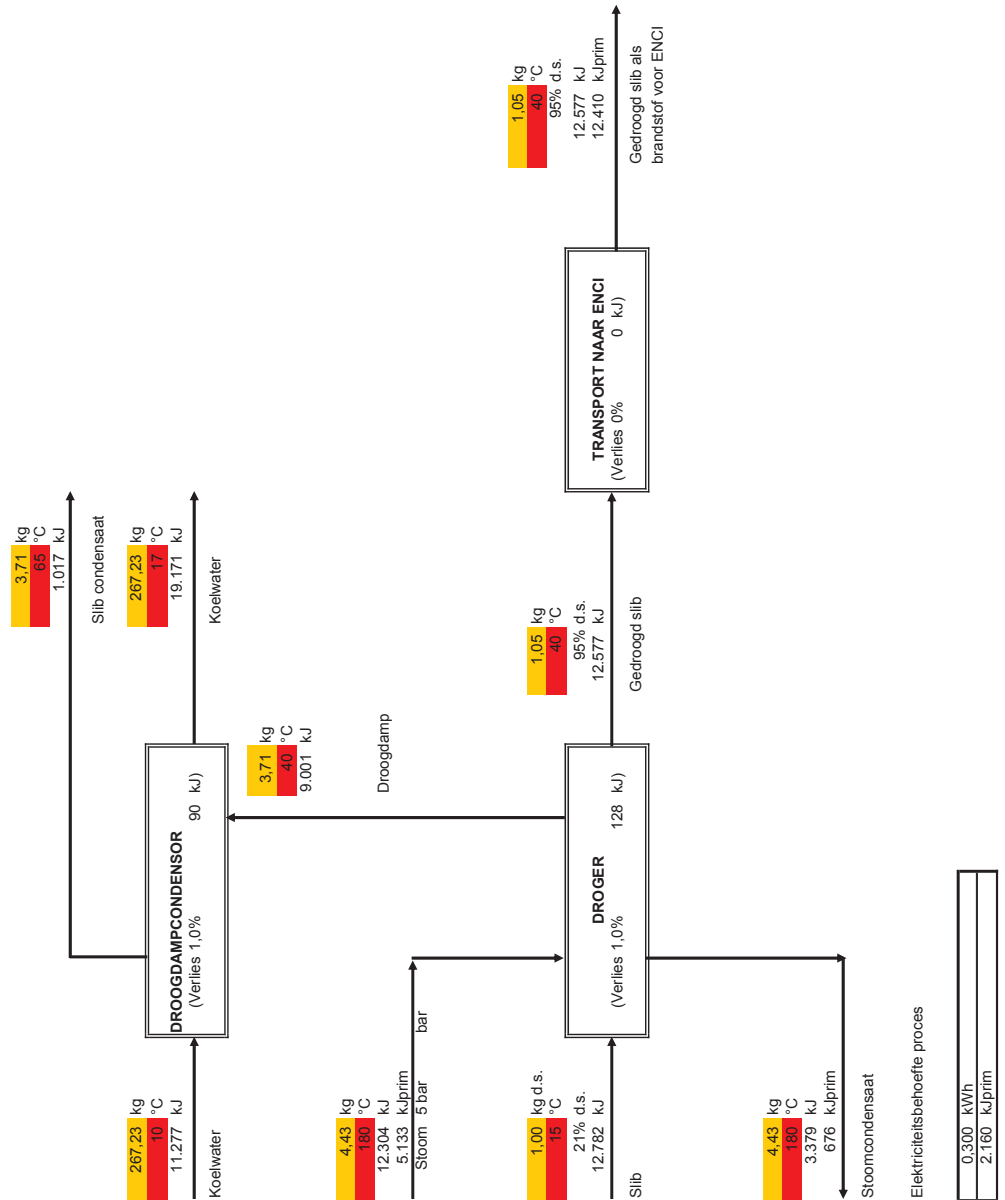 267,23 kg
10 °C
11.277 kJ
Koelwater
DROOGDAMPCONDENSOR
(Verlies 1,0% 90 kJ)
3,71 kg
65 °C
1.017 kJ
Slib condensaat
267,23 kg
17 °C
19.171 kJ
Koelwater
3,71 kg
40 °C
9.001 kJ
Droogdamp
4,43 kg
180 °C
12.304 kJ
5.133 kJprim
Stoom 5 bar bar
1,00 kg d.s.
15 °C
21% d.s.
12.782 kJ
Slib
DROGER
(Verlies 1,0% 128 kJ)
1,05 kg
40 °C
95% d.s.
12.577 kJ
Gedroogd slib
TRANSPORT NAAR ENCI
(Verlies 0% 0 kJ)
1,05 kg
40 °C
95% d.s.
12.577 kJ
12.410 kJprim
Gedroogd slib als
brandstof voor ENCI
4,43 kg
180 °C
3.379 kJ
676 kJprim
Stoomcondensaat
Elektriciteitsbehoefte proces
0,300 kWh
2.160 kJprim